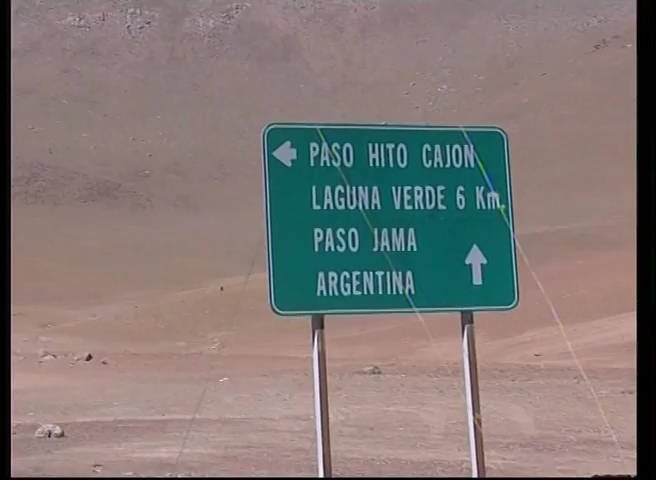 PASO HITO CAJON
LAGUNA VERDE 6 Km.
PASO JAMA
ARGENTINA